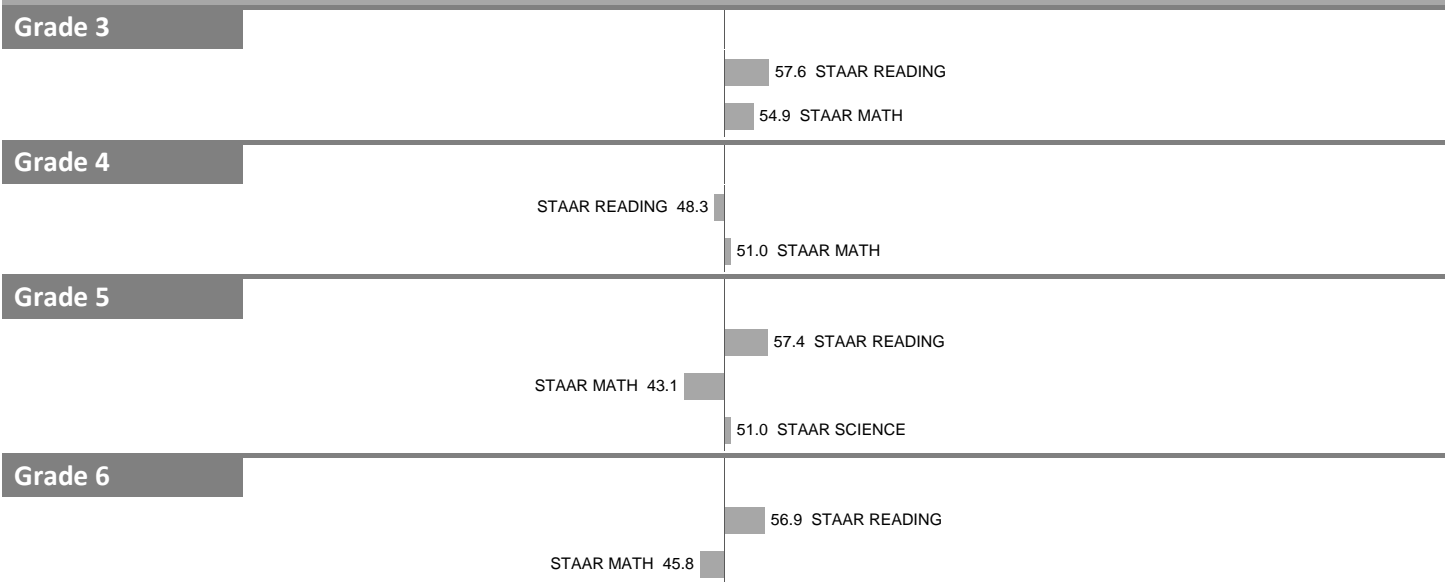 Grade 3
57.6 STAAR READING
54.9 STAAR MATH
Grade 4
STAAR READING 48.3
51.0 STAAR MATH
Grade 5
57.4 STAAR READING
STAAR MATH 43.1
51.0 STAAR SCIENCE
Grade 6
56.9 STAAR READING
STAAR MATH 45.8